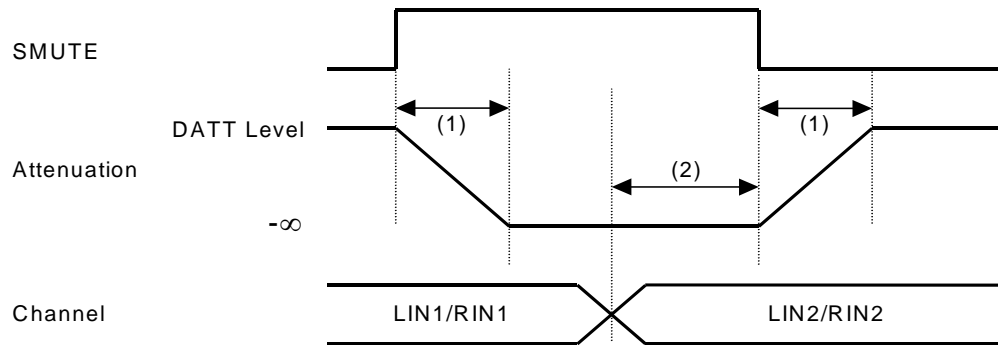 SMUTE
(1)
(1)
DATT Level
(2)
Attenuation
-∞
LIN1/RIN1
LIN2/RIN2
Channel